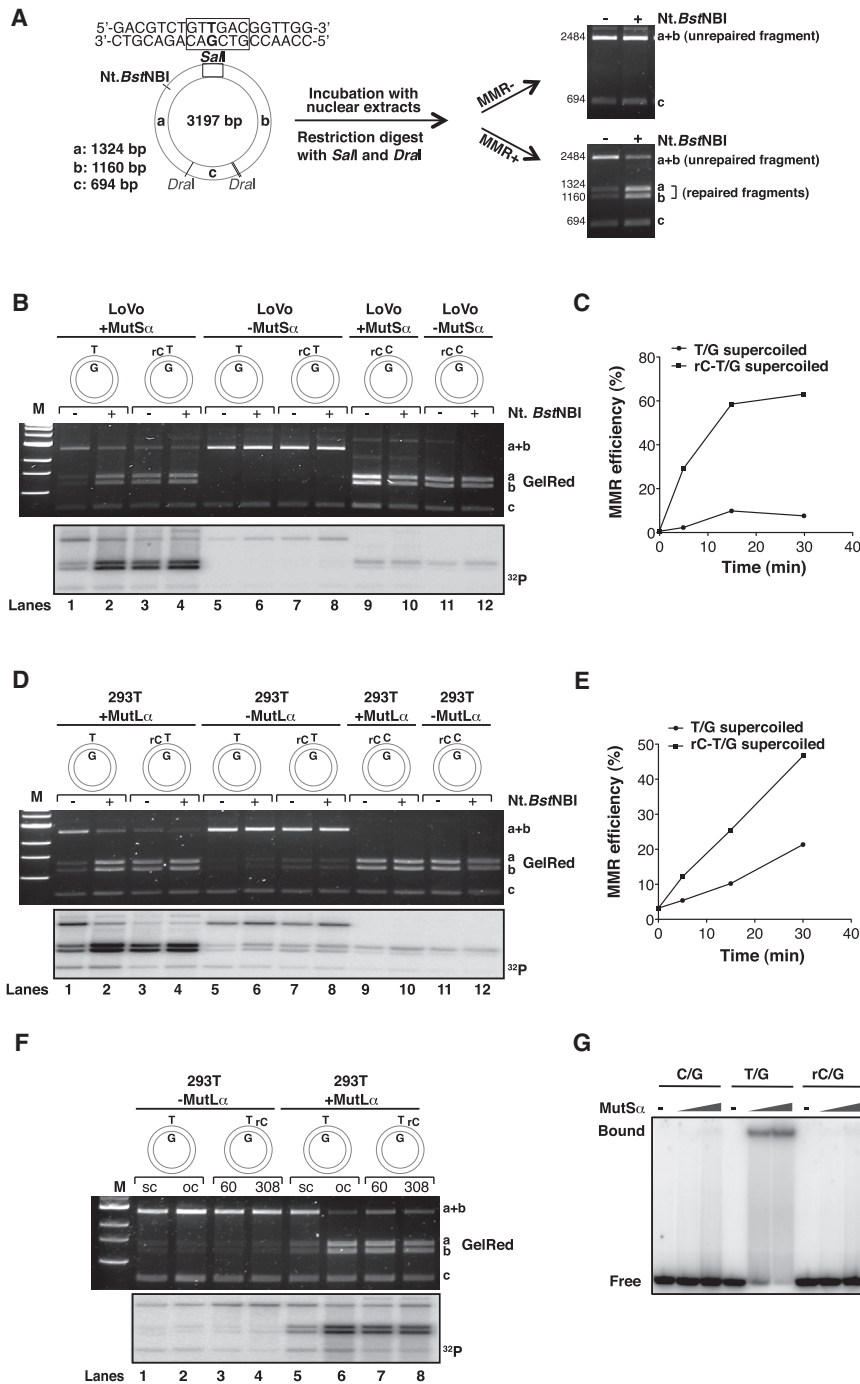 A
5'-GACGTCTGTTGACGGTTGG-3'
3'-CTGCAGACAGCTGCCAACC-5'
SalI
Nt.BstNBI
a
3197 bp
b
a: 1324 bp
b: 1160 bp
c: 694 bp
c
DraI
DraI
Incubation with
nuclear extracts
Restriction digest
with SalI and DraI
MMR-
MMR+
- + Nt.BstNBI
2484 a+b (unrepaired fragment)
694 c
- + Nt.BstNBI
2484 a+b (unrepaired fragment)
1324 a
1160 b
(repaired fragments)
694 c
B
LoVo +MutSα
LoVo -MutSα
LoVo +MutSα
LoVo -MutSα
T rC T T rC T rC C rC C
G G G G G G
M - + - + - + - + - + - + Nt. BstNBI
a+b
a
b
GelRed
c
32P
Lanes 1 2 3 4 5 6 7 8 9 10 11 12
C
T/G supercoiled
rC-T/G supercoiled
MMR efficiency (%)
80
60
40
20
0
0 10 20 30 40
Time (min)
D
293T +MutLα
293T -MutLα
293T +MutLα
293T -MutLα
T rC T T rC T rC C rC C
G G G G G G
M - + - + - + - + - + - + Nt.BstNBI
a+b
a
b
GelRed
c
32P
Lanes 1 2 3 4 5 6 7 8 9 10 11 12
E
T/G supercoiled
rC-T/G supercoiled
MMR efficiency (%)
50
40
30
20
10
0
0 10 20 30 40
Time (min)
F
293T -MutLα
293T +MutLα
T T rC T T rC
G G G G
M sc oc 60 308 sc oc 60 308
a+b
a
b
GelRed
c
32P
Lanes 1 2 3 4 5 6 7 8
G
C/G T/G rC/G
MutSα - - -
Bound
Free